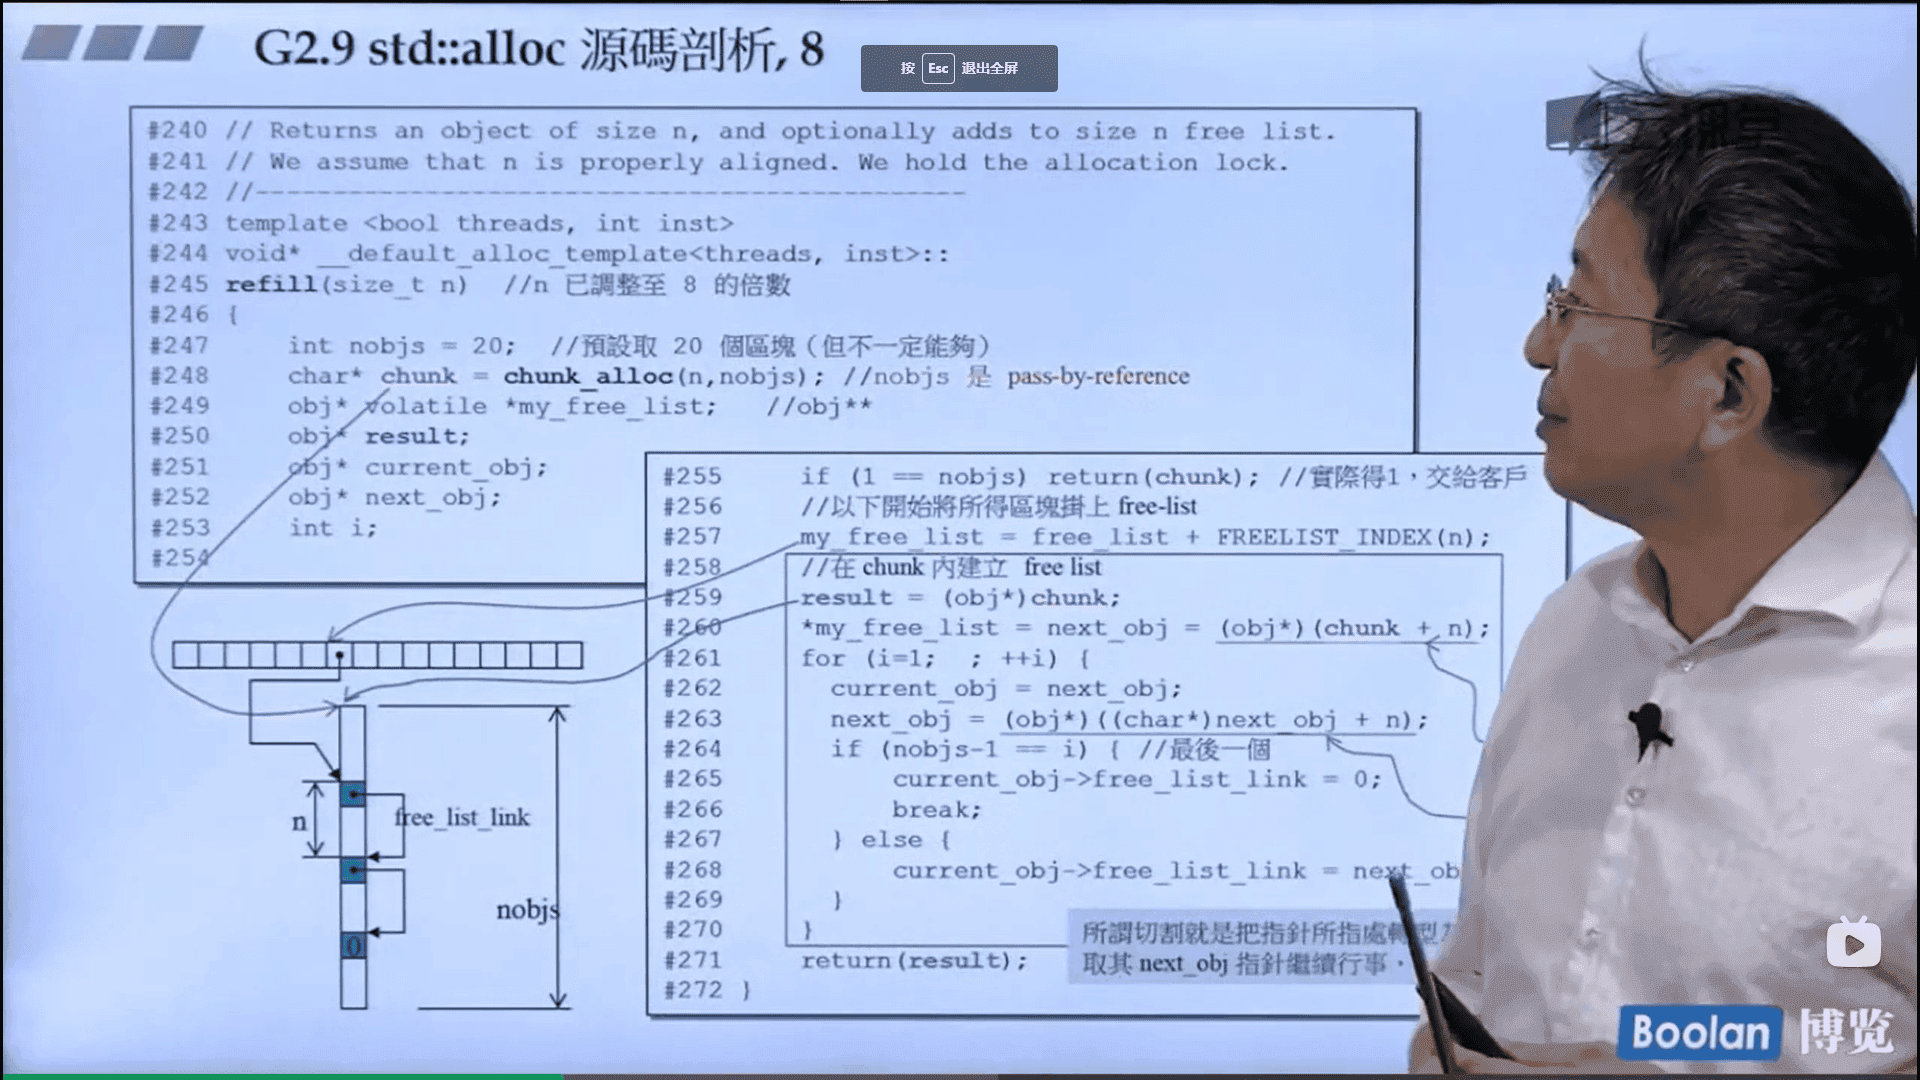 G2.9 std::alloc 源碼剖析, 8
按 Esc 退出全屏
#240 // Returns an object of size n, and optionally adds to size n free list.
#241 // We assume that n is properly aligned. We hold the allocation lock.
#242 //----------------------------------------------
#243 template <bool threads, int inst>
#244 void* __default_alloc_template<threads, inst>::
#245 refill(size_t n) //n 已調整至 8 的倍數
#246 {
#247 int nobjs = 20; //預設取 20 個區塊（但不一定能夠）
#248 char* chunk = chunk_alloc(n,nobjs); //nobjs 是 pass-by-reference
#249 obj* volatile *my_free_list; //obj**
#250 obj* result;
#251 obj* current_obj;
#252 obj* next_obj;
#253 int i;
#254
#255 if (1 == nobjs) return(chunk); //實際得1，交給客戶
#256 //以下開始將所得區塊掛上 free-list
#257 my_free_list = free_list + FREELIST_INDEX(n);
#258 //在 chunk 內建立 free list
#259 result = (obj*)chunk;
#260 *my_free_list = next_obj = (obj*)(chunk + n);
#261 for (i=1; ; ++i) {
#262 current_obj = next_obj;
#263 next_obj = (obj*)((char*)next_obj + n);
#264 if (nobjs-1 == i) { //最後一個
#265 current_obj->free_list_link = 0;
#266 break;
#267 } else {
#268 current_obj->free_list_link = next_ob
#269 }
#270 }
#271 return(result);
#272 }
n
free_list_link
nobjs
0
所謂切割就是把指針所指處轉型
取其 next_obj 指針繼續行事。
Boolan 博览